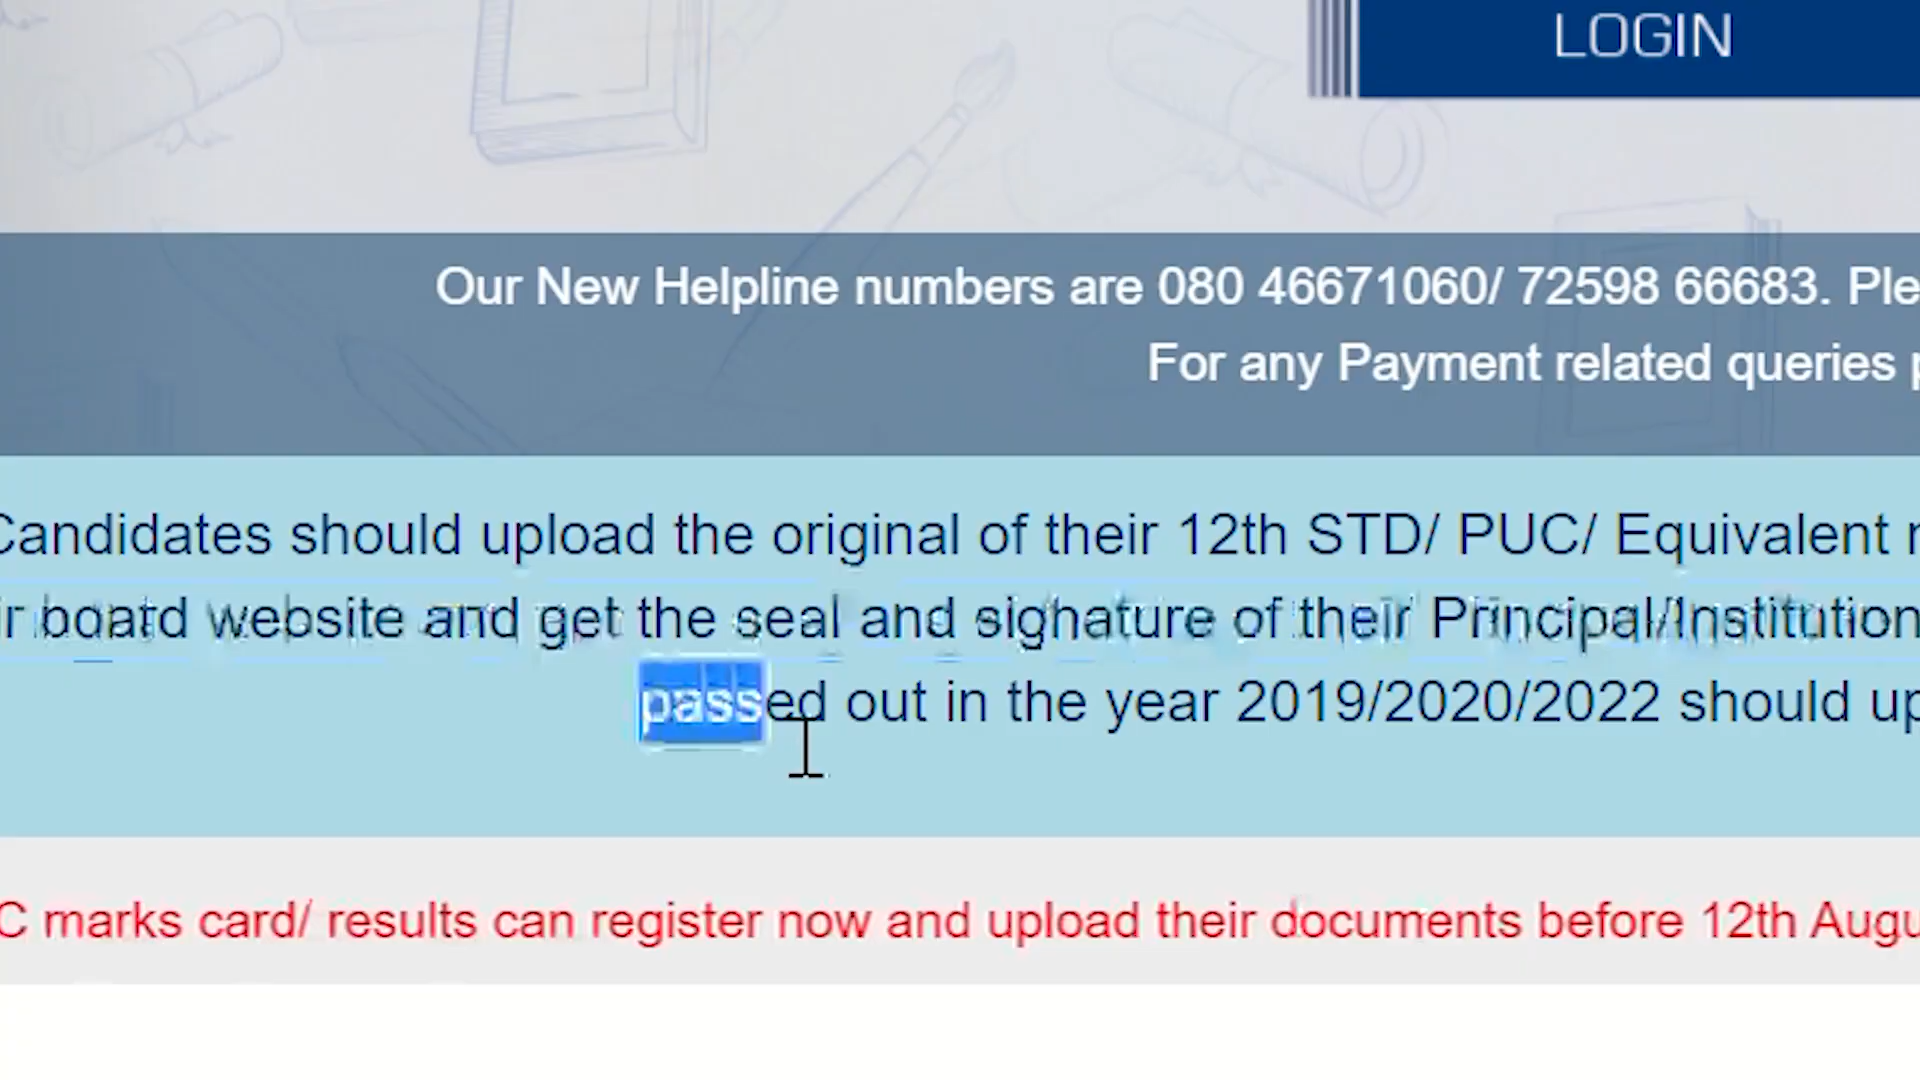 LOGIN
Our New Helpline numbers are 080 46671060/ 72598 66683.
For any Payment related queries
Candidates should upload the original of their 12th STD/ PUC/ Equivalent
board website and get the seal and signature of their Principal/Institution
passed out in the year 2019/2020/2022 should
marks card/ results can register now and upload their documents before 12th